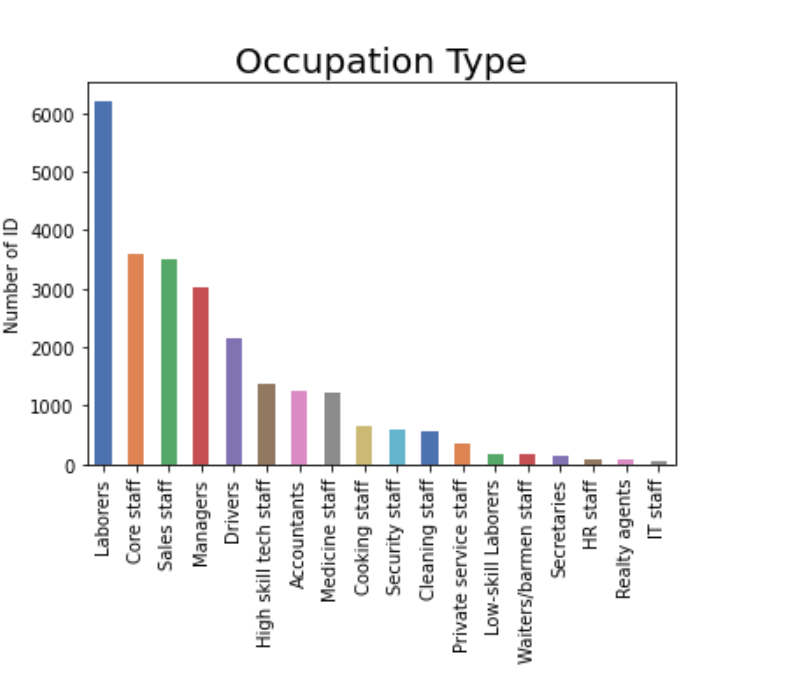 Occupation Type
Number of ID
6000
5000
4000
3000
2000
1000
0
Laborers
Core staff
Sales staff
Managers
Drivers
High skill tech staff
Accountants
Medicine staff
Cooking staff
Security staff
Cleaning staff
Private service staff
Low-skill Laborers
Waiters/barmen staff
Secretaries
HR staff
Realty agents
IT staff